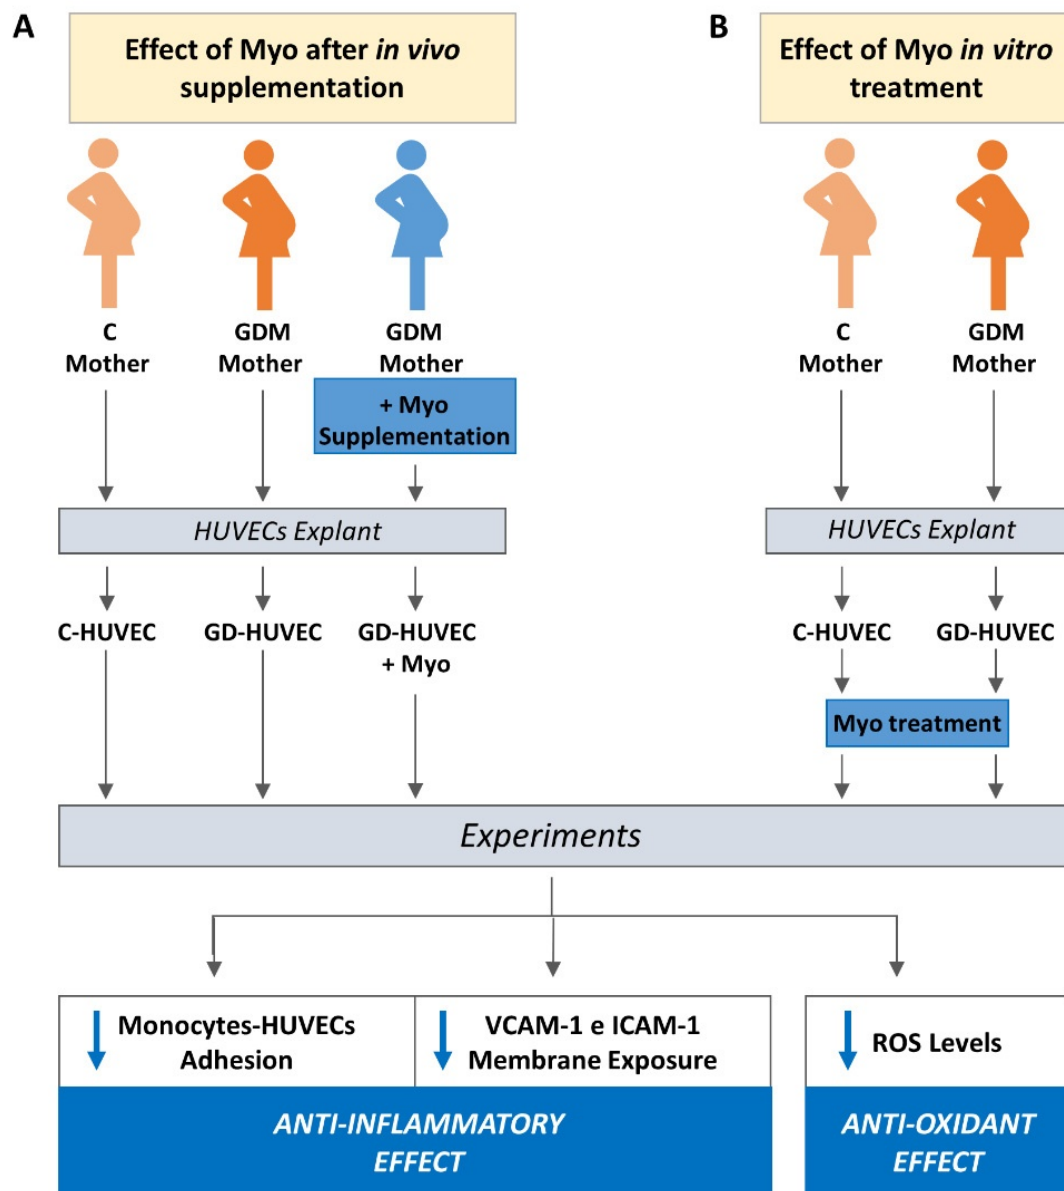 A
Effect of Myo after in vivo
supplementation
C
Mother
GDM
Mother
GDM
Mother
+ Myo
Supplementation
HUVECs Explant
C-HUVEC
GD-HUVEC
GD-HUVEC
+ Myo
B
Effect of Myo in vitro
treatment
C
Mother
GDM
Mother
HUVECs Explant
C-HUVEC
GD-HUVEC
Myo treatment
Experiments
Monocytes-HUVECs
Adhesion
VCAM-1 e ICAM-1
Membrane Exposure
ANTI-INFLAMMATORY
EFFECT
ROS Levels
ANTI-OXIDANT
EFFECT